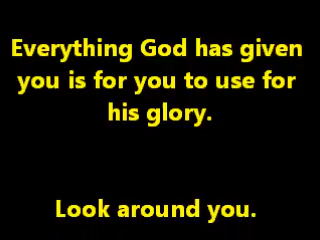 Everything God has given
you is for you to use for
his glory.
Look around you.